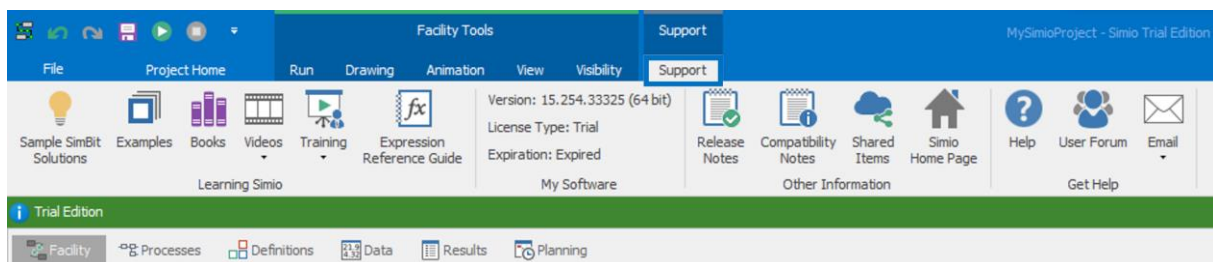 Facility Tools Support MySimioProject - Simio Trial Edition
File Project Home Run Drawing Animation View Visibility Support
Sample SimBit Solutions
Examples
Books
Videos
Training
Expression Reference Guide
Learning Simio
Version: 15.254.33325 (64 bit)
License Type: Trial
Expiration: Expired
My Software
Release Notes
Compatibility Notes
Shared Items
Simio Home Page
Other Information
Help
User Forum
Email
Get Help
Trial Edition
Facility Processes Definitions Data Results Planning